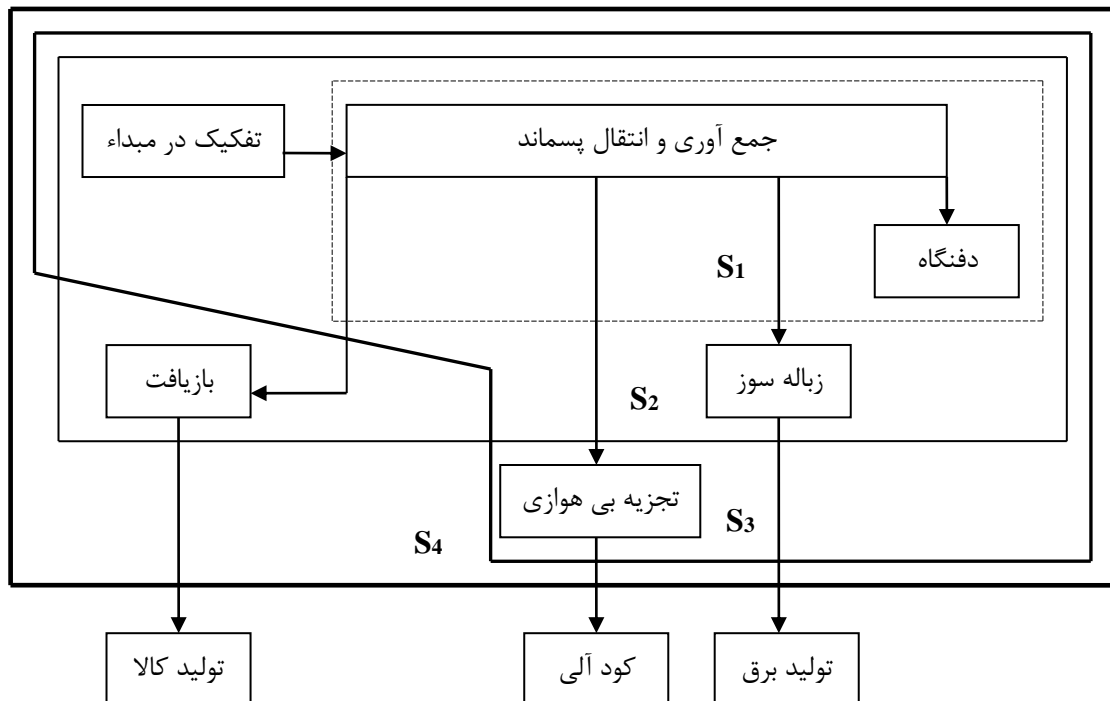 جمع آوری و انتقال پسماند
تفکیک در مبداء
دفنگاه
S1
زباله سوز
بازیافت
S2
تجزیه بی هوازی
S3
S4
تولید برق
کود آلی
تولید کالا